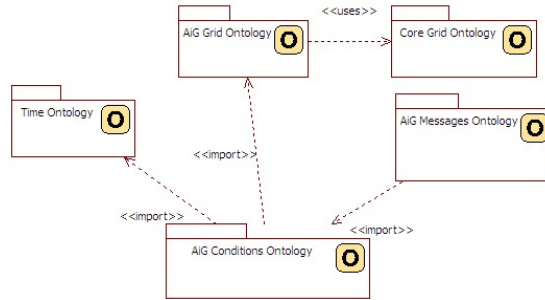 <<uses>>
AiG Grid Ontology
O
Core Grid Ontology
O
Time Ontology
O
AiG Messages Ontology
O
<<import>>
<<import>>
<<import>>
AiG Conditions Ontology
O